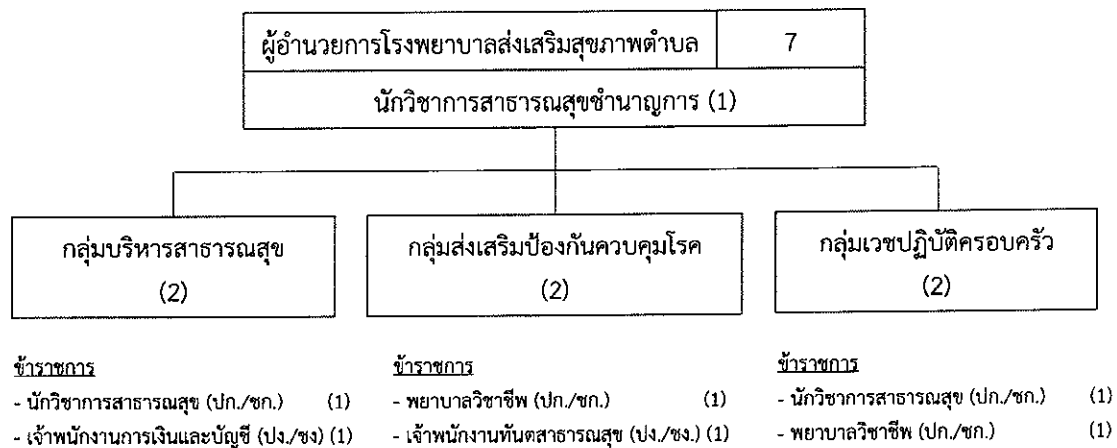 ผู้อำนวยการโรงพยาบาลส่งเสริมสุขภาพตำบล 7
นักวิชาการสาธารณสุขชำนาญการ (1)
กลุ่มบริหารสาธารณสุข
(2)
กลุ่มส่งเสริมป้องกันควบคุมโรค
(2)
กลุ่มเวชปฏิบัติครอบครัว
(2)
ข้าราชการ
- นักวิชาการสาธารณสุข (ปก./ชก.) (1)
- เจ้าพนักงานการเงินและบัญชี (ปง./ชง) (1)
ข้าราชการ
- พยาบาลวิชาชีพ (ปก./ชก.) (1)
- เจ้าพนักงานทันตสาธารณสุข (ปง./ชง.) (1)
ข้าราชการ
- นักวิชาการสาธารณสุข (ปก./ชก.) (1)
- พยาบาลวิชาชีพ (ปก./ชก.) (1)